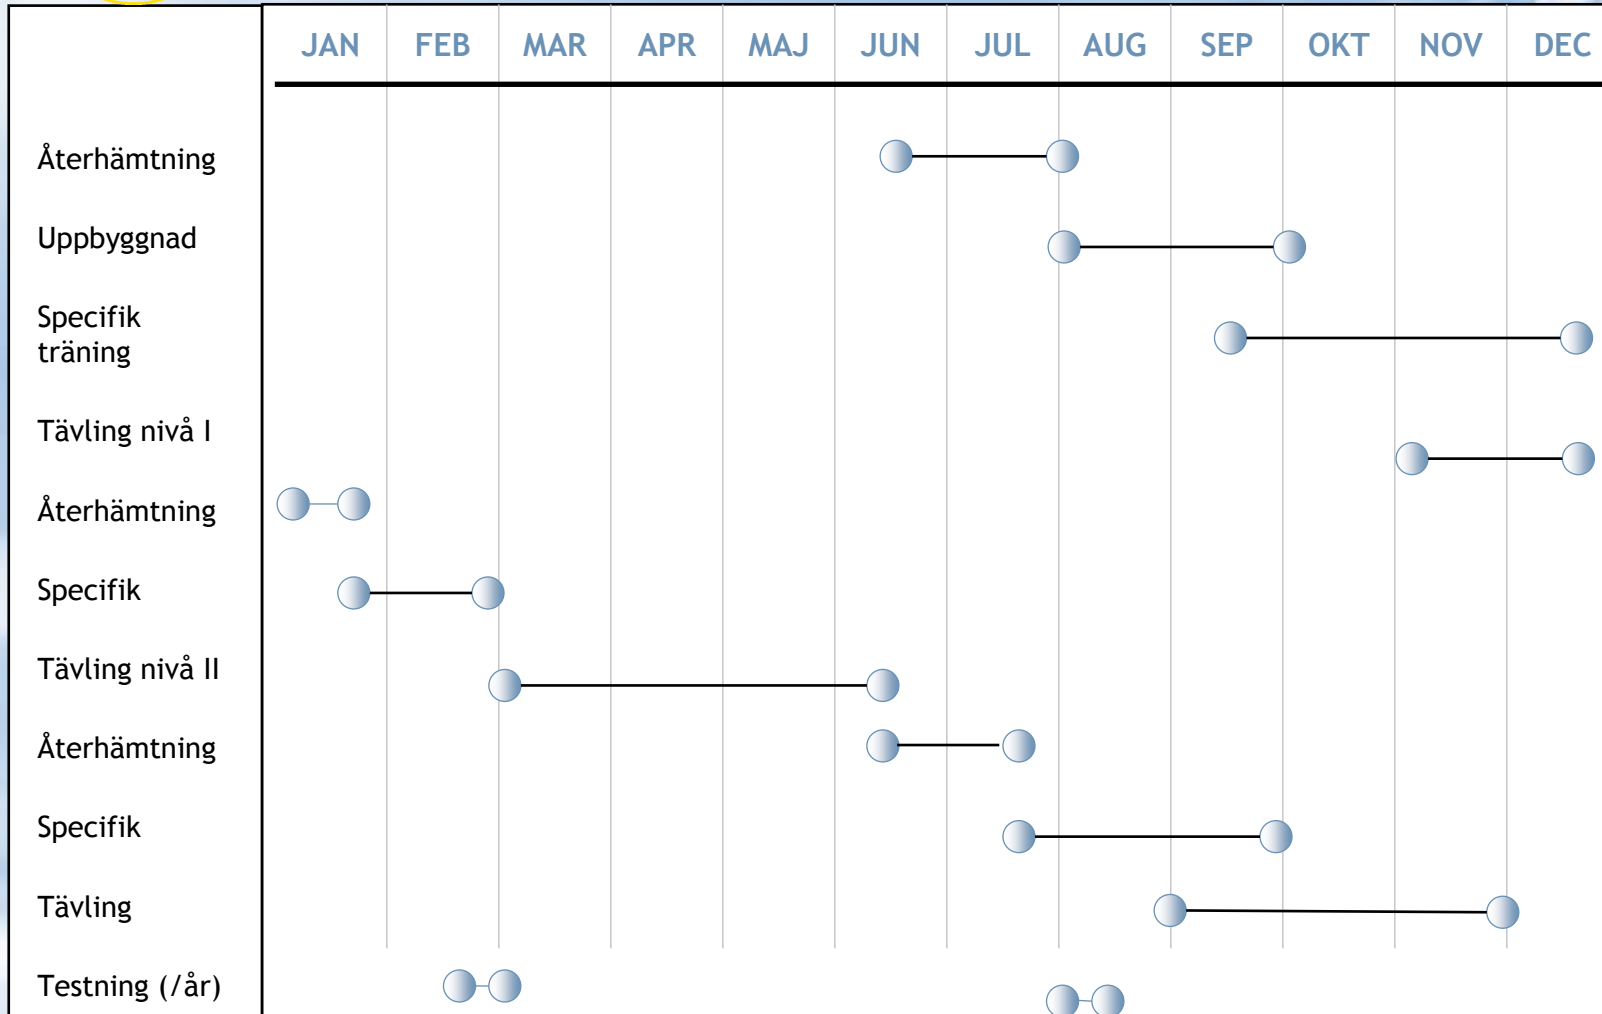 JAN FEB MAR APR MAJ JUN JUL AUG SEP OKT NOV DEC
Återhämtning
Uppbyggnad
Specifik
träning
Tävling nivå I
Återhämtning
Specifik
Tävling nivå II
Återhämtning
Specifik
Tävling
Testning (/år)